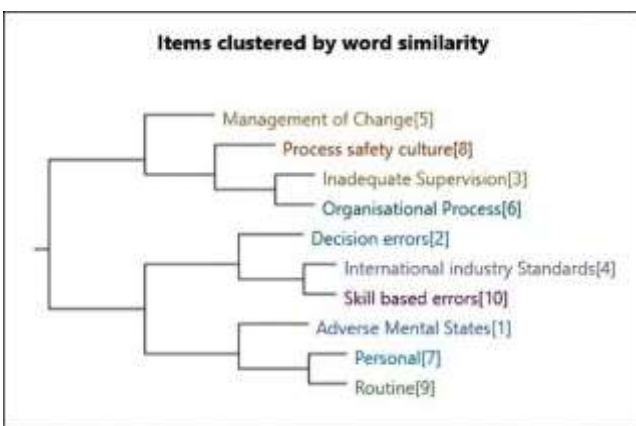 Items clustered by word similarity
Management of Change[5]
Process safety culture[8]
Inadequate Supervision[3]
Organisational Process[6]
Decision errors[2]
International industry Standards[4]
Skill based errors[10]
Adverse Mental States[1]
Personal[7]
Routine[9]